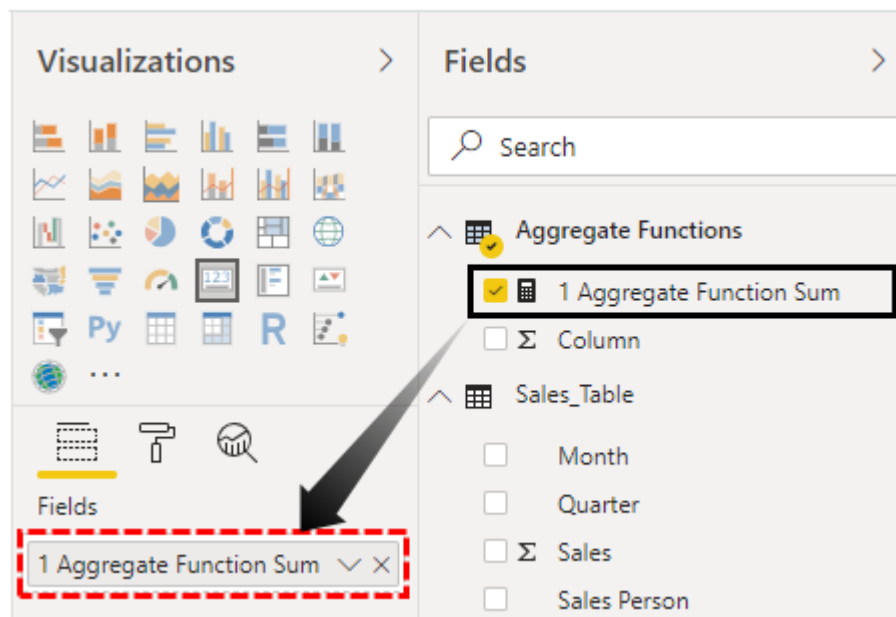 Visualizations
123
Py
R
...
Fields
1 Aggregate Function Sum
Fields
Search
Aggregate Functions
1 Aggregate Function Sum
Σ Column
Sales_Table
Month
Quarter
Σ Sales
Sales Person